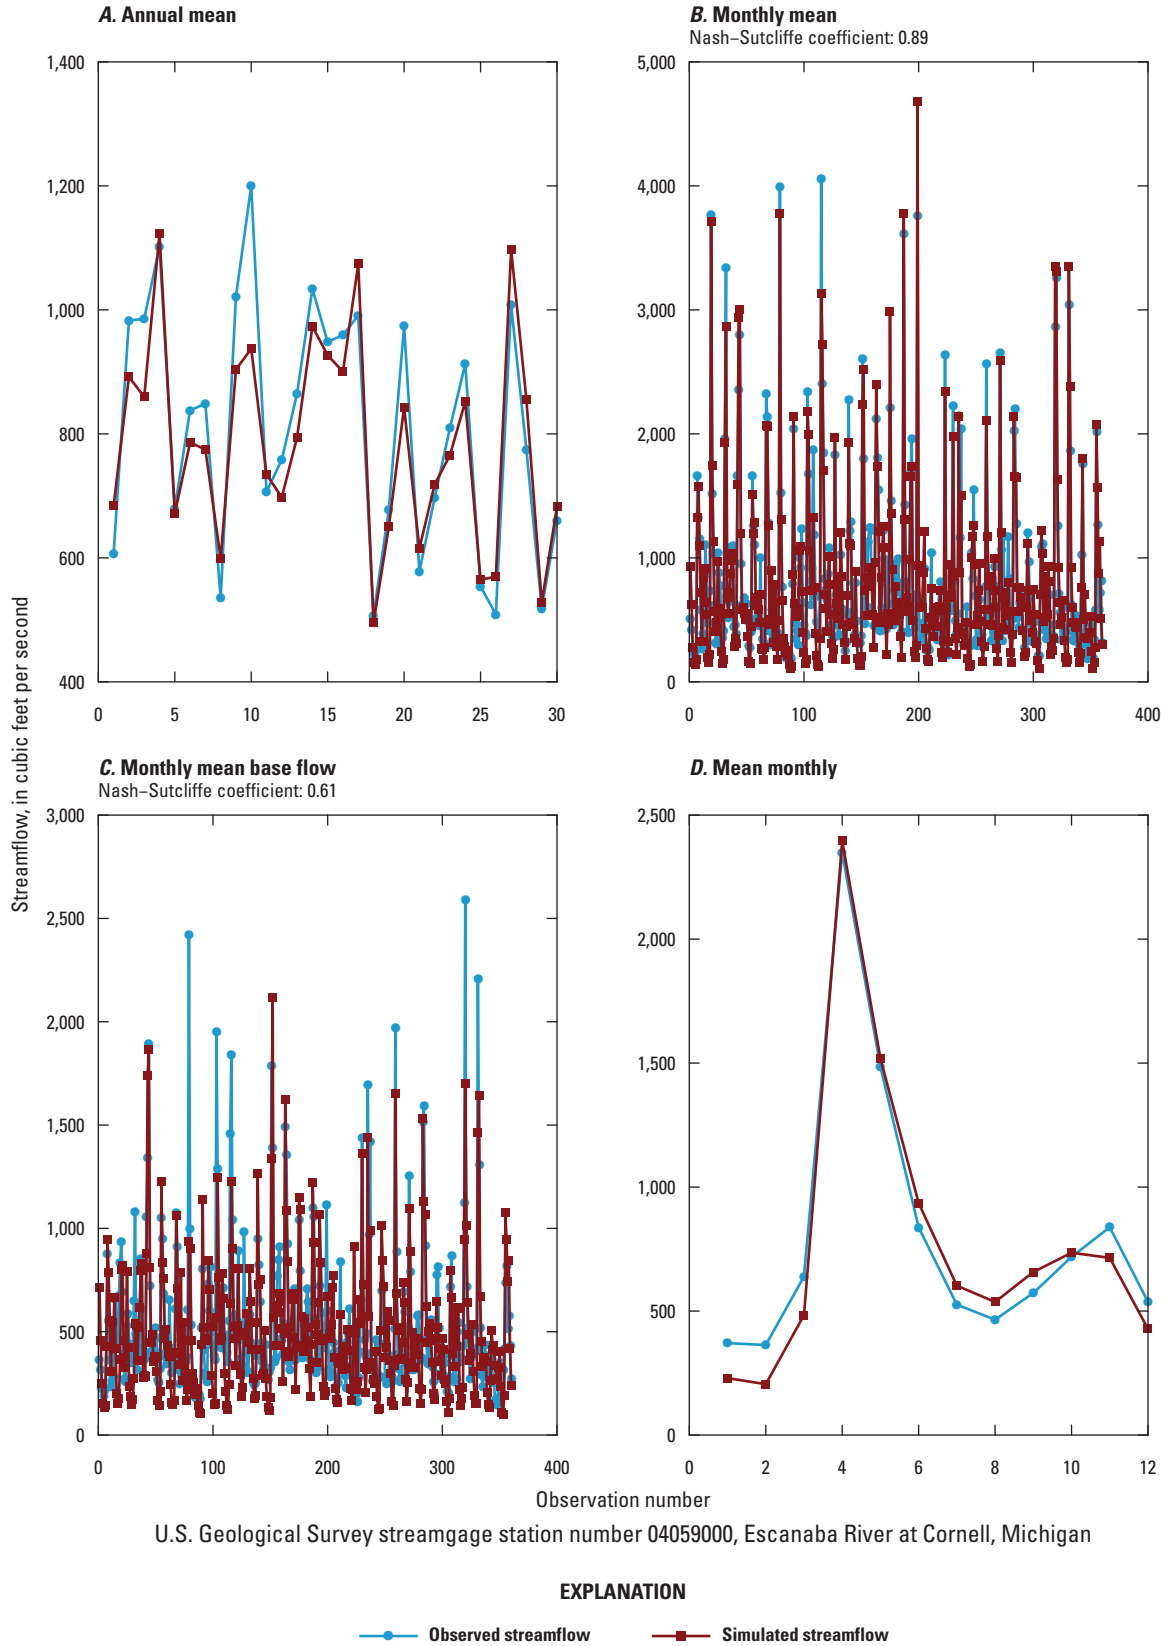 A. Annual mean
1,400
1,200
1,000
800
600
400
0 5 10 15 20 25 30
B. Monthly mean
Nash–Sutcliffe coefficient: 0.89
5,000
4,000
3,000
2,000
1,000
0
0 100 200 300 400
Streamflow, in cubic feet per second
C. Monthly mean base flow
Nash–Sutcliffe coefficient: 0.61
3,000
2,500
2,000
1,500
1,000
500
0
0 100 200 300 400
D. Mean monthly
2,500
2,000
1,500
1,000
500
0
0 2 4 6 8 10 12
Observation number
U.S. Geological Survey streamgage station number 04059000, Escanaba River at Cornell, Michigan
EXPLANATION
Observed streamflow
Simulated streamflow